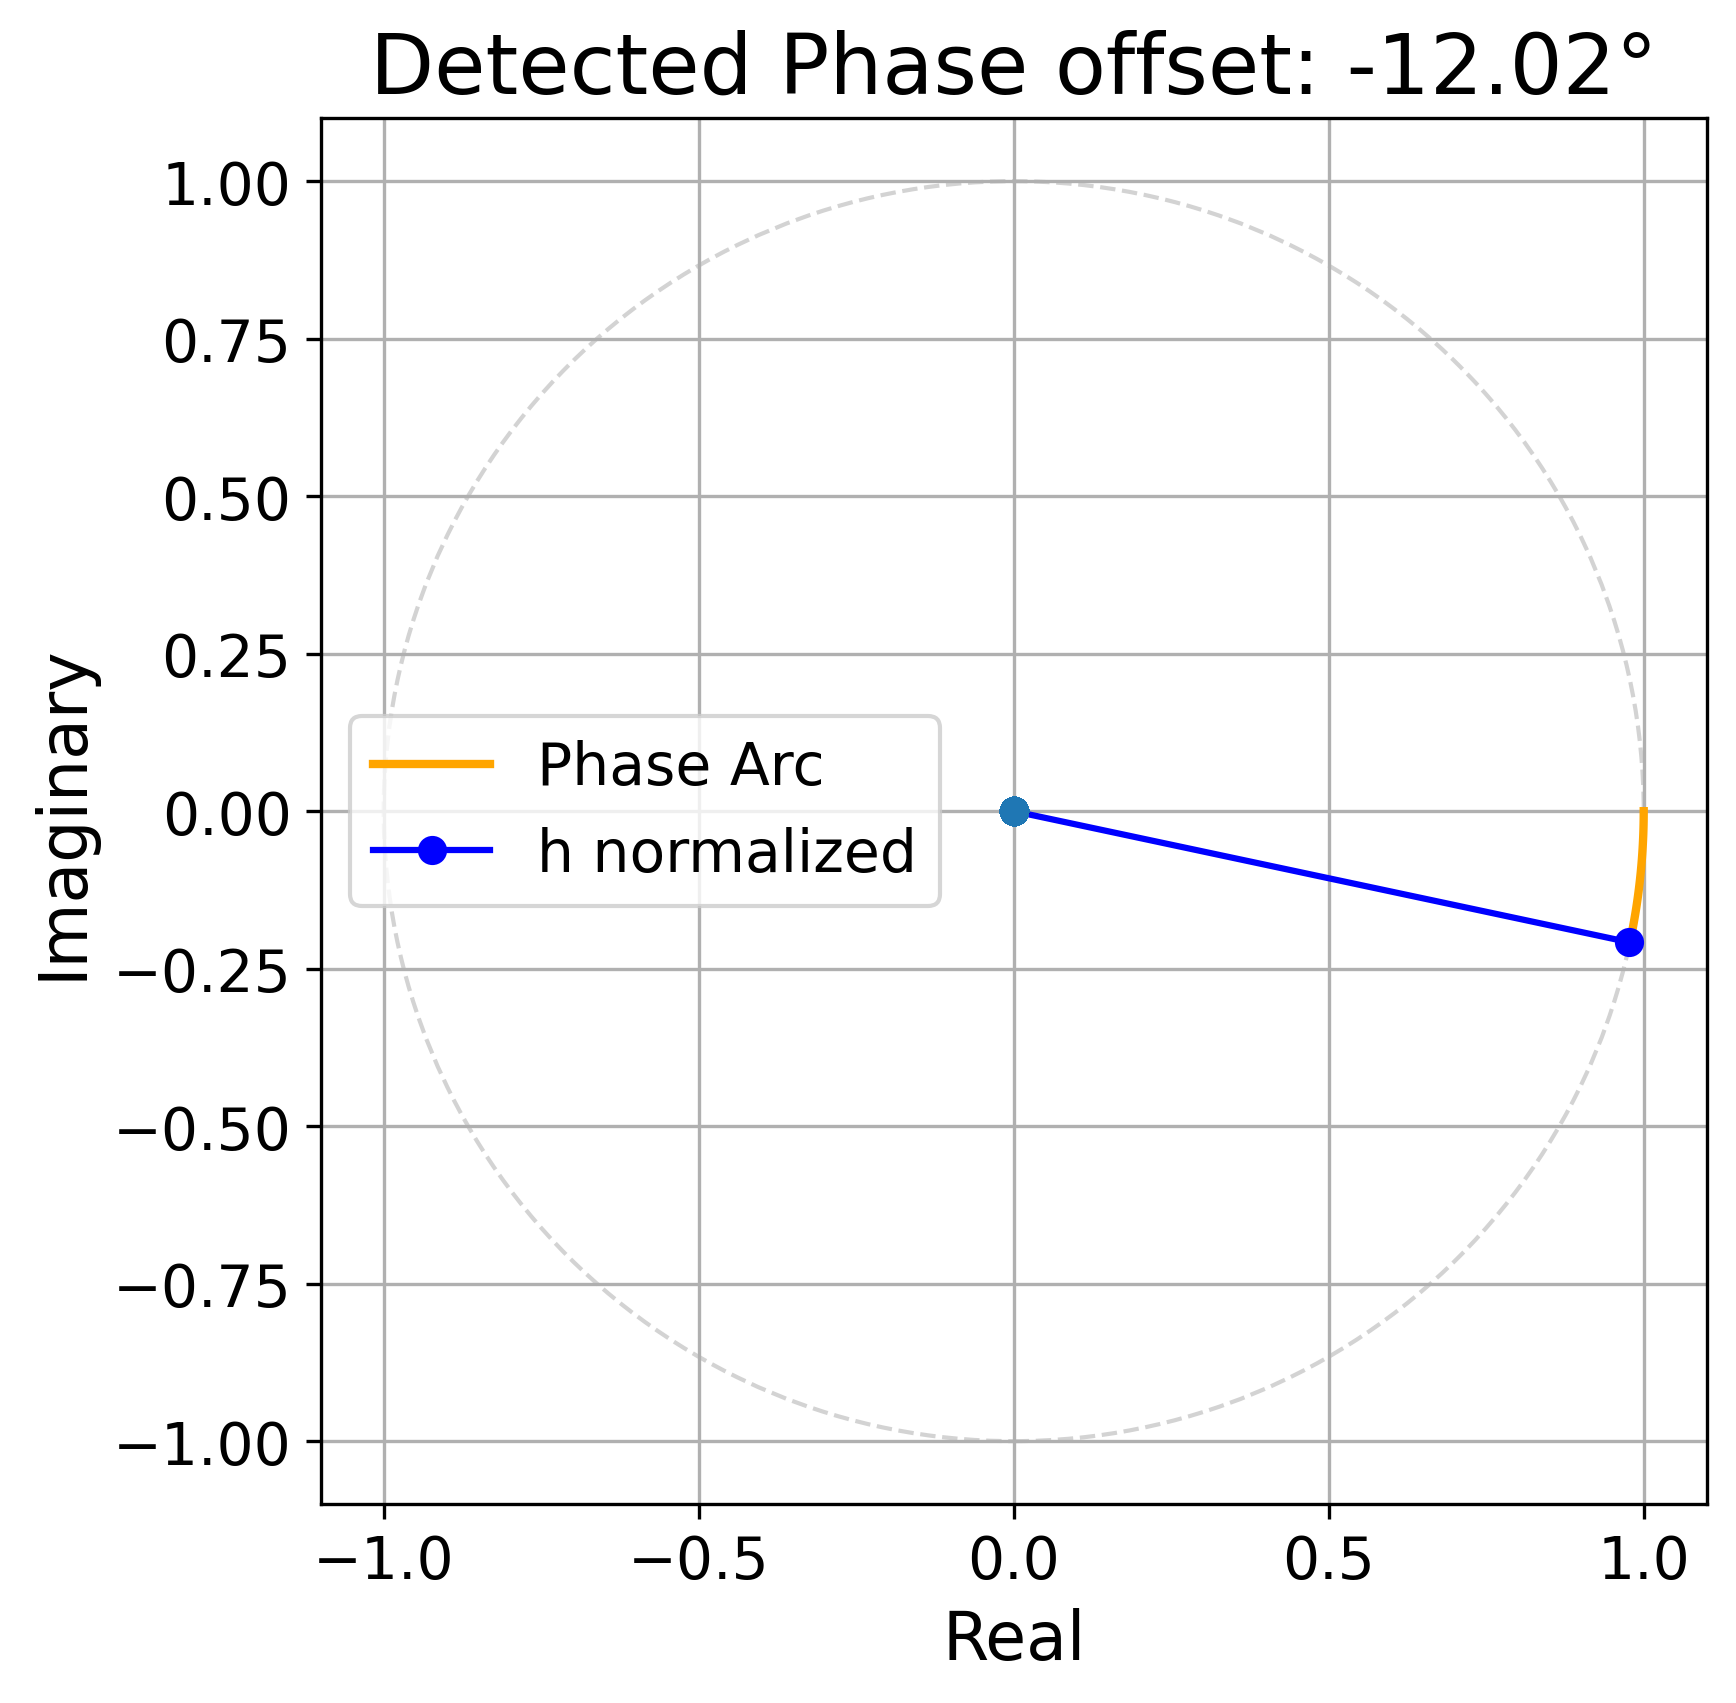 Detected Phase offset: -12.02°
1.00
0.75
0.50
0.25
0.00
−0.25
−0.50
−0.75
−1.00
Imaginary
Phase Arc
h normalized
−1.0 −0.5 0.0 0.5 1.0
Real